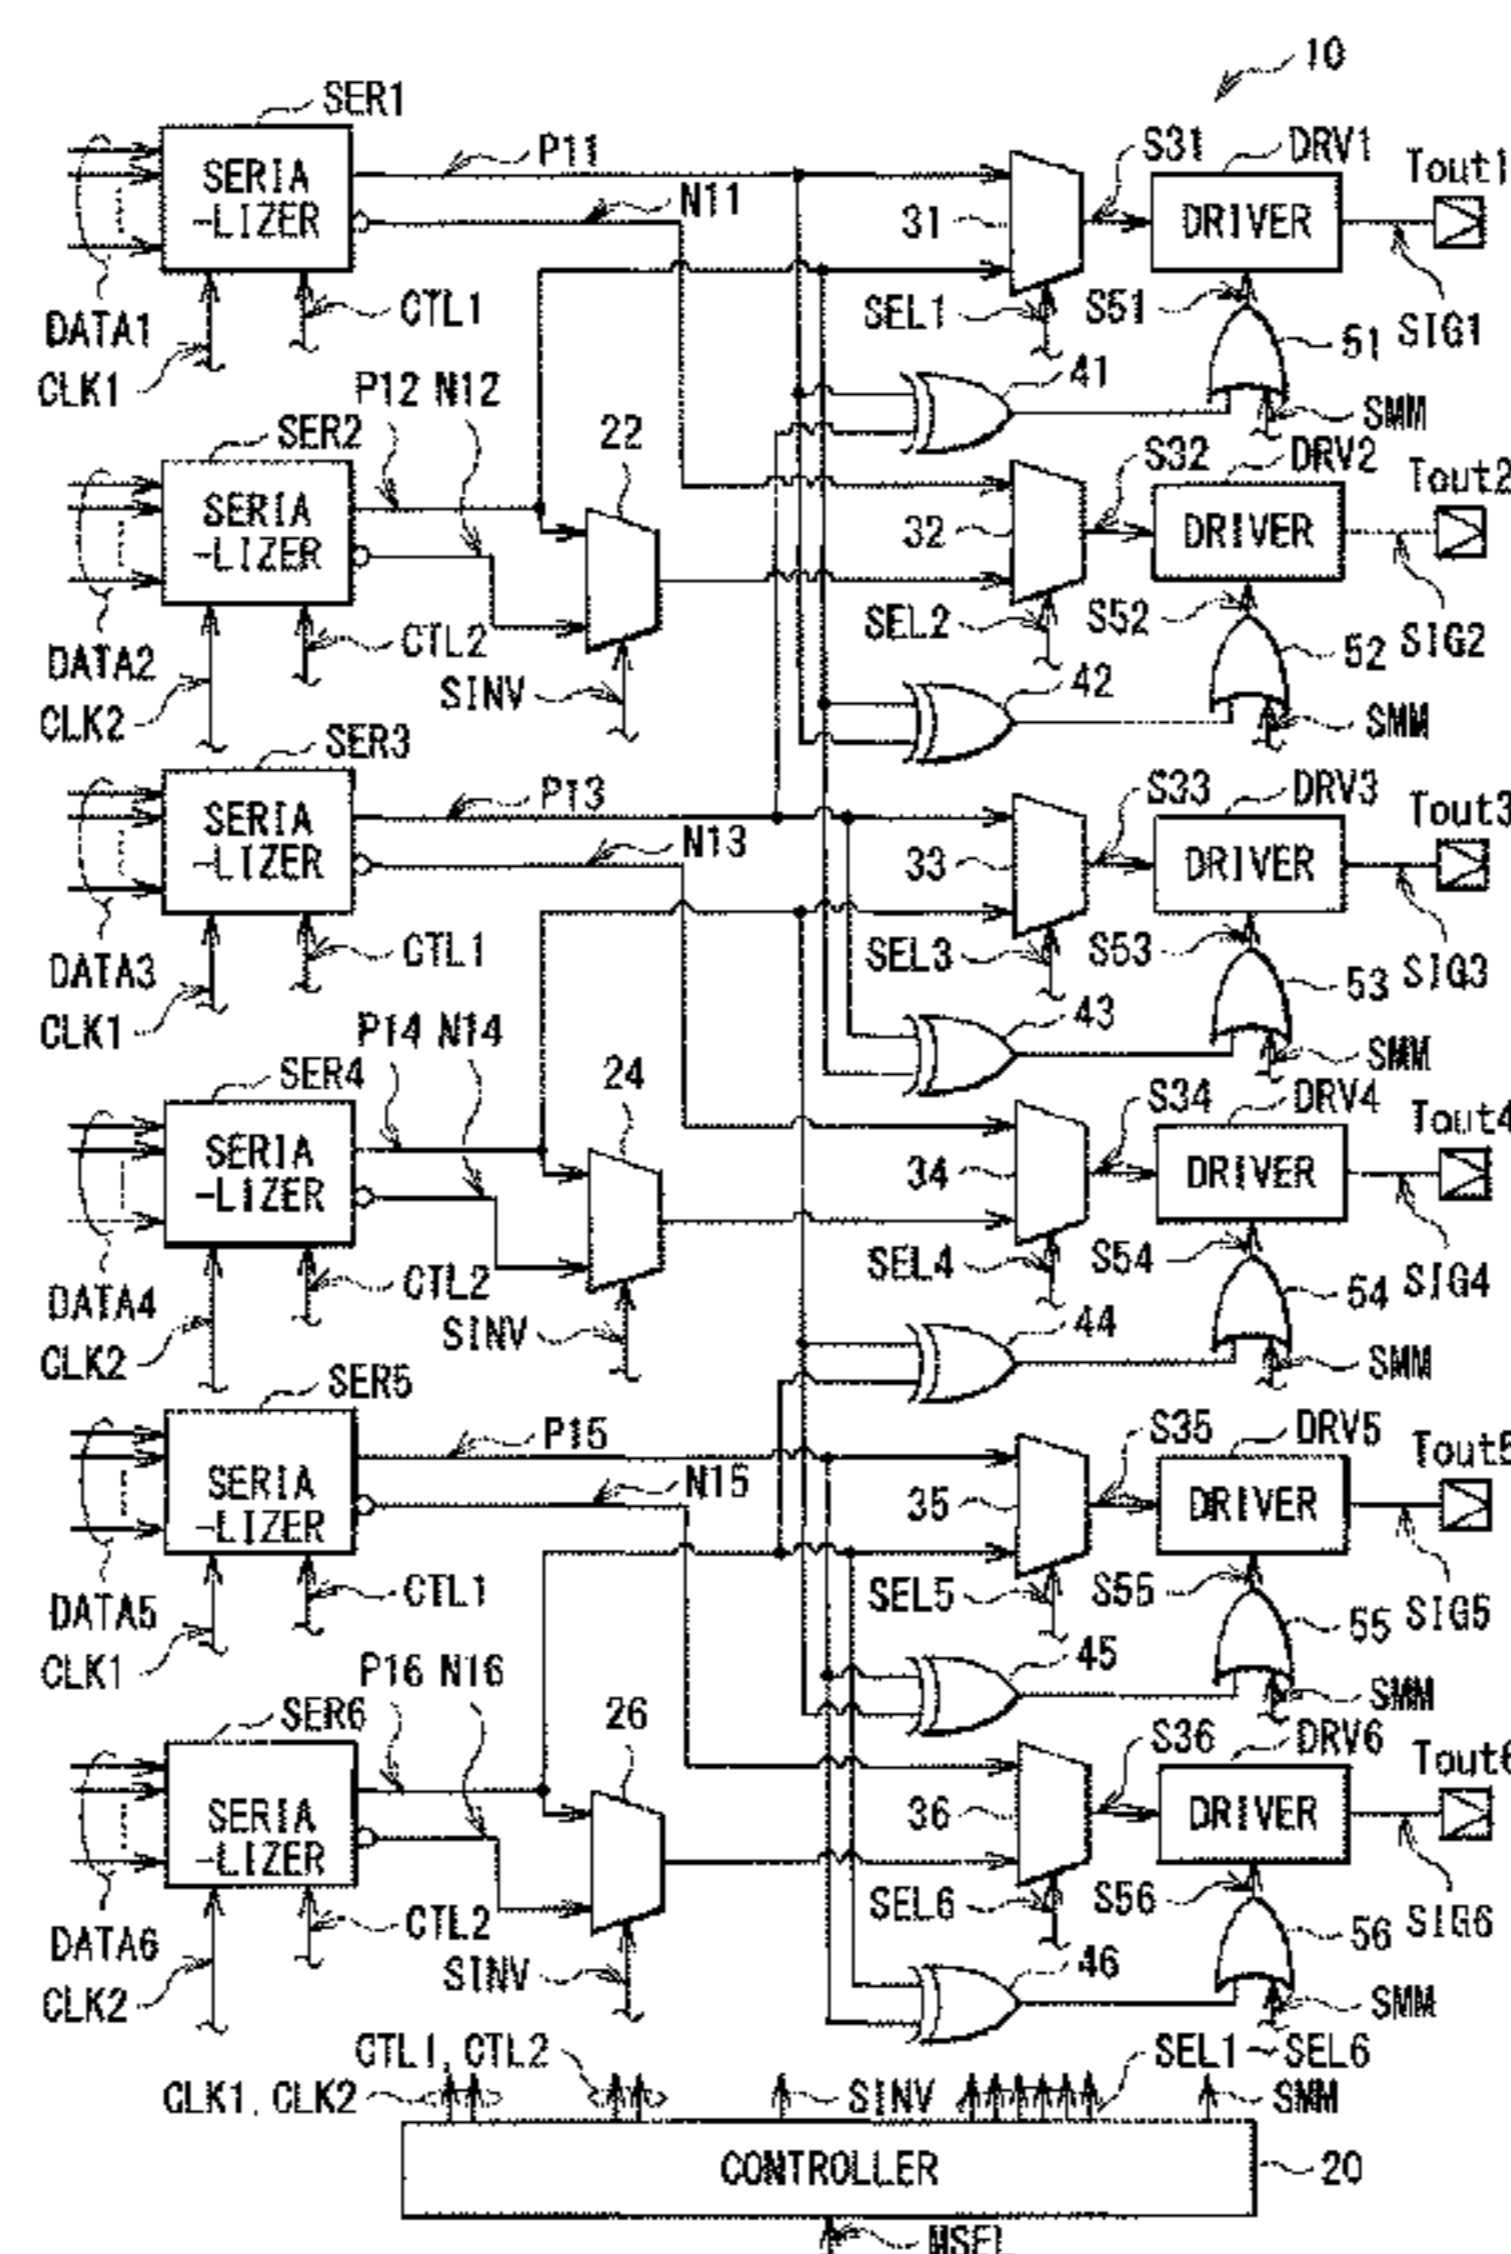 10
SER1
P11
S31
DRV1
Tout1
SERIA
-LIZER
N11
31
DRIVER
CTL1
SEL1
S51
51
SIG1
DATA1
CLK1
P12 N12
41
SMM
SER2
22
S32
DRV2
Tout2
SERIA
-LIZER
32
DRIVER
CTL2
SEL2
S52
52
SIG2
DATA2
SINV
42
CLK2
SMM
SER3
P13
S33
DRV3
Tout3
SERIA
-LIZER
N13
33
DRIVER
CTL1
SEL3
S53
53
SIG3
DATA3
CLK1
P14 N14
43
SMM
SER4
24
S34
DRV4
Tout4
SERIA
-LIZER
34
DRIVER
CTL2
SEL4
S54
54
SIG4
DATA4
SINV
44
CLK2
SMM
SER5
P15
S35
DRV5
Tout5
SERIA
-LIZER
N15
35
DRIVER
CTL1
SEL5
S55
55
SIG5
DATA5
CLK1
P16 N16
45
SMM
SER6
26
S36
DRV6
Tout6
SERIA
-LIZER
36
DRIVER
CTL2
SEL6
S56
56
SIG6
DATA6
SINV
46
CLK2
SMM
CTL1, CTL2
SEL1~SEL6
CLK1, CLK2
SINV
SMM
CONTROLLER
20
MSEL